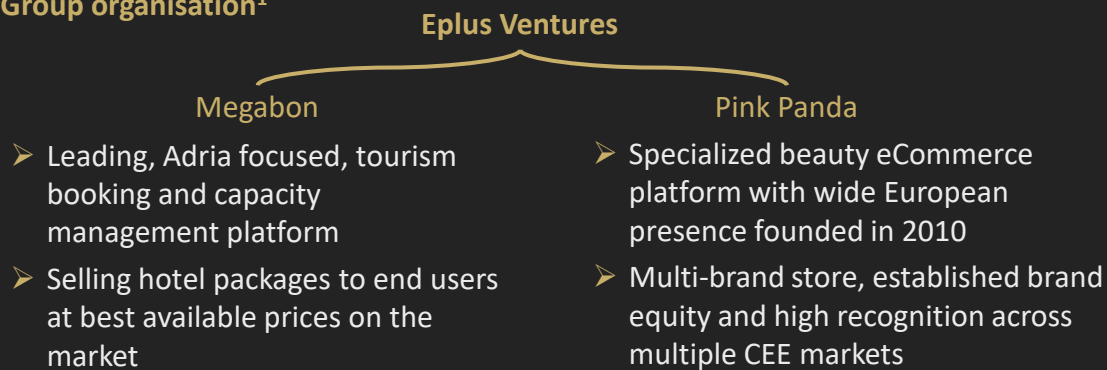 Group organisation¹
Eplus Ventures
Megabon
➢ Leading, Adria focused, tourism
booking and capacity
management platform
➢ Selling hotel packages to end users
at best available prices on the
market
Pink Panda
➢ Specialized beauty eCommerce
platform with wide European
presence founded in 2010
➢ Multi-brand store, established brand
equity and high recognition across
multiple CEE markets